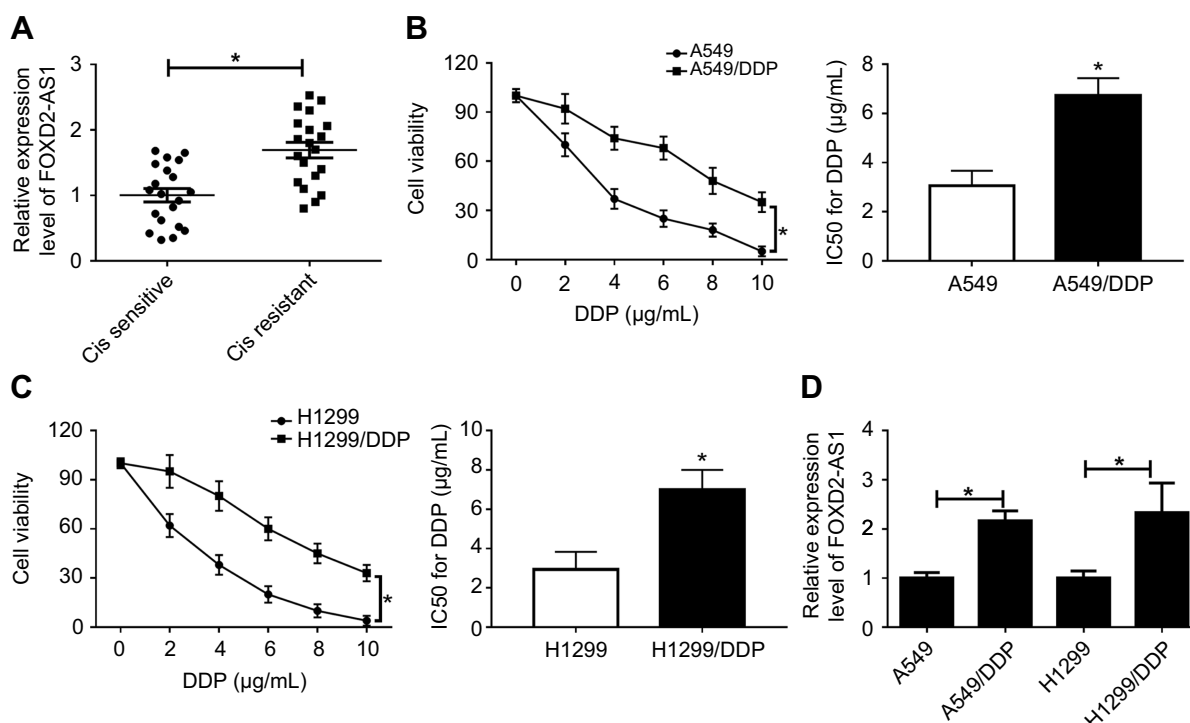 A
Relative expression
level of FOXD2-AS1
3
2
1
0
*
Cis sensitive
Cis resistant
B
A549
A549/DDP
Cell viability
120
90
60
30
0
*
0 2 4 6 8 10
DDP (µg/mL)
IC50 for DDP (µg/mL)
8
6
4
2
0
*
A549 A549/DDP
C
H1299
H1299/DDP
Cell viability
120
90
60
30
0
*
0 2 4 6 8 10
DDP (µg/mL)
IC50 for DDP (µg/mL)
10
8
6
4
2
0
*
H1299 H1299/DDP
D
Relative expression
level of FOXD2-AS1
4
3
2
1
0
*
*
A549
A549/DDP
H1299
H1299/DDP